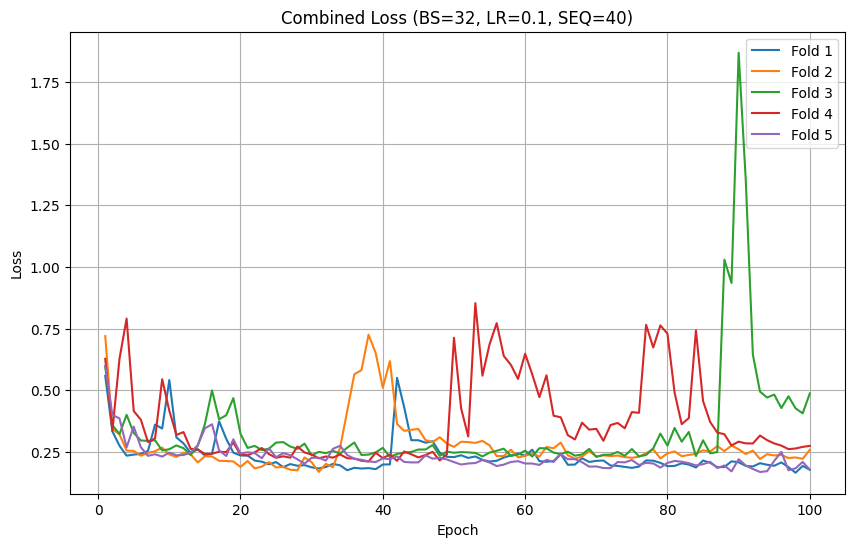 Combined Loss (BS=32, LR=0.1, SEQ=40)
Fold 1
Fold 2
Fold 3
Fold 4
Fold 5
Loss
1.75
1.50
1.25
1.00
0.75
0.50
0.25
0 20 40 60 80 100
Epoch